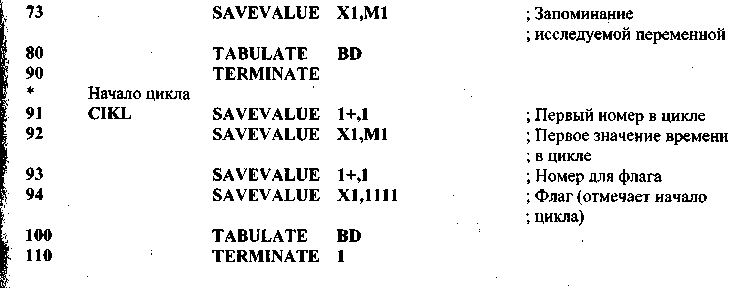 73 SAVEVALUE X1,M1 ; Запоминание
; исследуемой переменной
80 TABULATE BD
90 TERMINATE
* Начало цикла
91 CIKL SAVEVALUE 1+,1 ; Первый номер в цикле
92 SAVEVALUE X1,M1 ; Первое значение времени
; в цикле
93 SAVEVALUE 1+,1 ; Номер для флага
94 SAVEVALUE X1,1111 ; Флаг (отмечает начало
; цикла)
100 TABULATE BD
110 TERMINATE 1